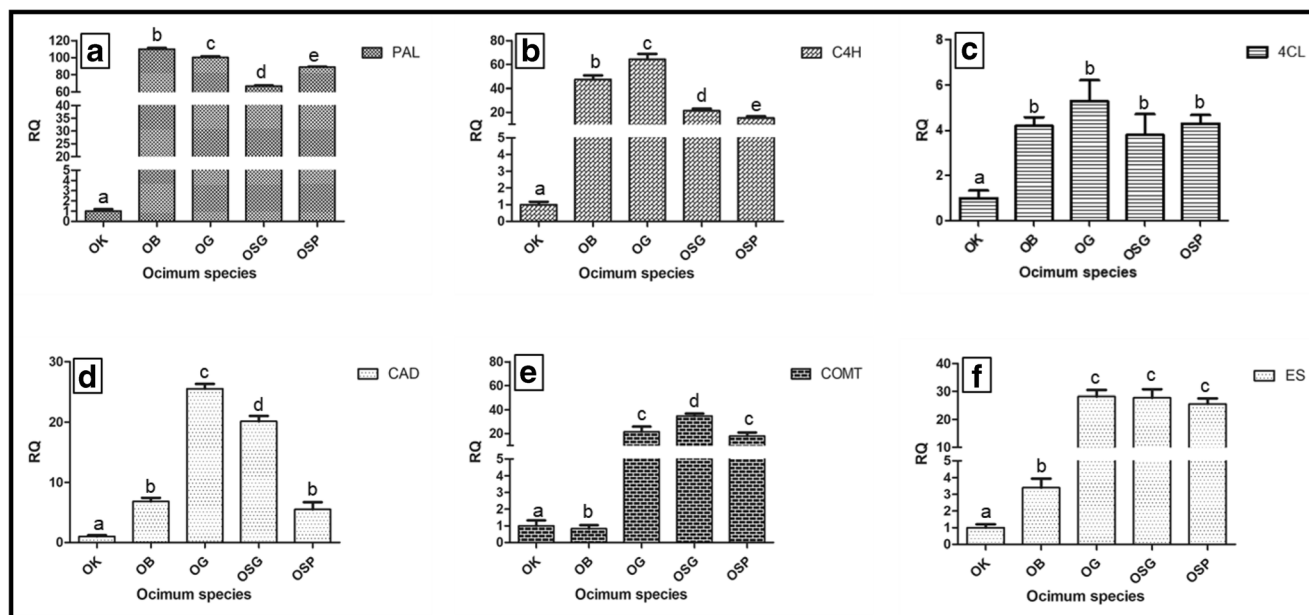 a
PAL
RQ
120
100
80
60
40
35
30
25
20
5
4
3
2
1
0
a
b
c
d
e
OK
OB
OG
OSG
OSP
Ocimum species
b
C4H
RQ
80
60
40
20
5
4
3
2
1
0
a
b
c
d
e
OK
OB
OG
OSG
OSP
Ocimum species
c
4CL
RQ
8
6
4
2
0
a
b
b
b
b
OK
OB
OG
OSG
OSP
Ocimum species
d
CAD
RQ
30
20
10
0
a
b
c
d
b
OK
OB
OG
OSG
OSP
Ocimum species
e
COMT
RQ
80
60
40
20
5
4
3
2
1
0
a
b
c
d
c
OK
OB
OG
OSG
OSP
Ocimum species
f
ES
RQ
40
30
20
10
5
4
3
2
1
0
a
b
c
c
c
OK
OB
OG
OSG
OSP
Ocimum species